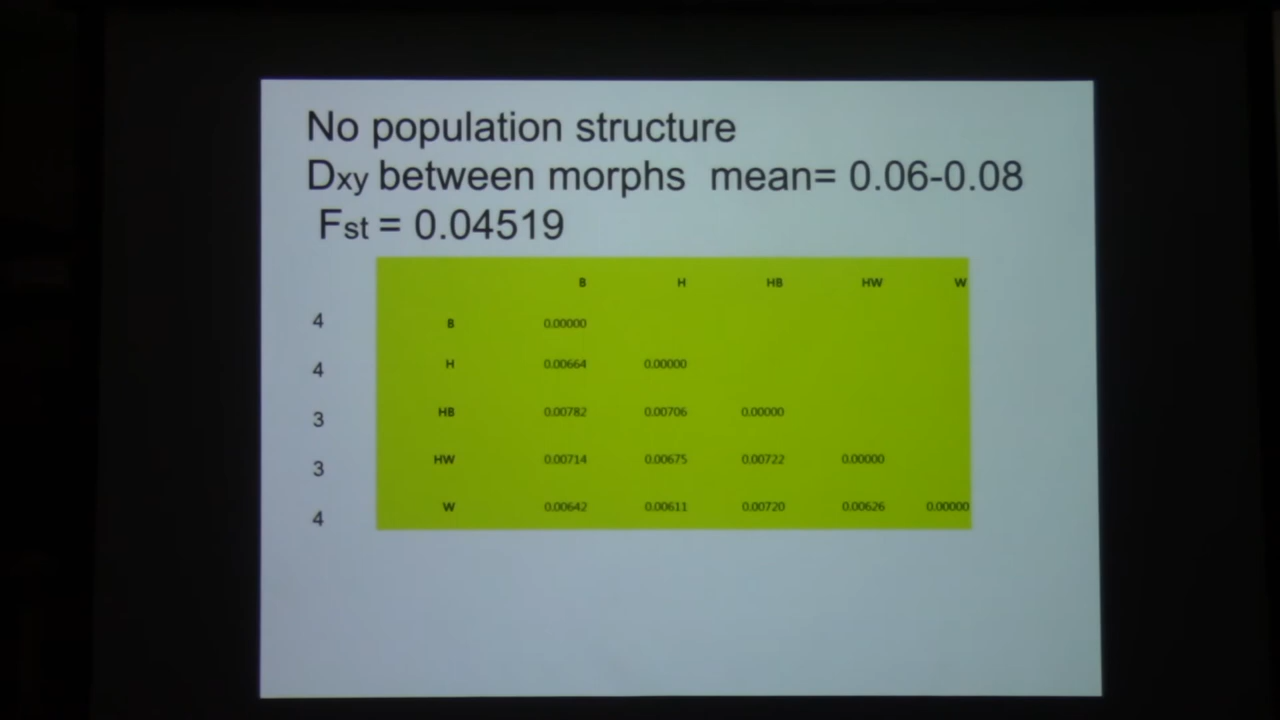 No population structure
Dxy between morphs mean= 0.06-0.08
Fst = 0.04519
B H HB HW W
4 B 0.00000
4 H 0.00664 0.00000
3 HB 0.00782 0.00706 0.00000
3 HW 0.00714 0.00675 0.00722 0.00000
4 W 0.00642 0.00611 0.00720 0.00626 0.00000